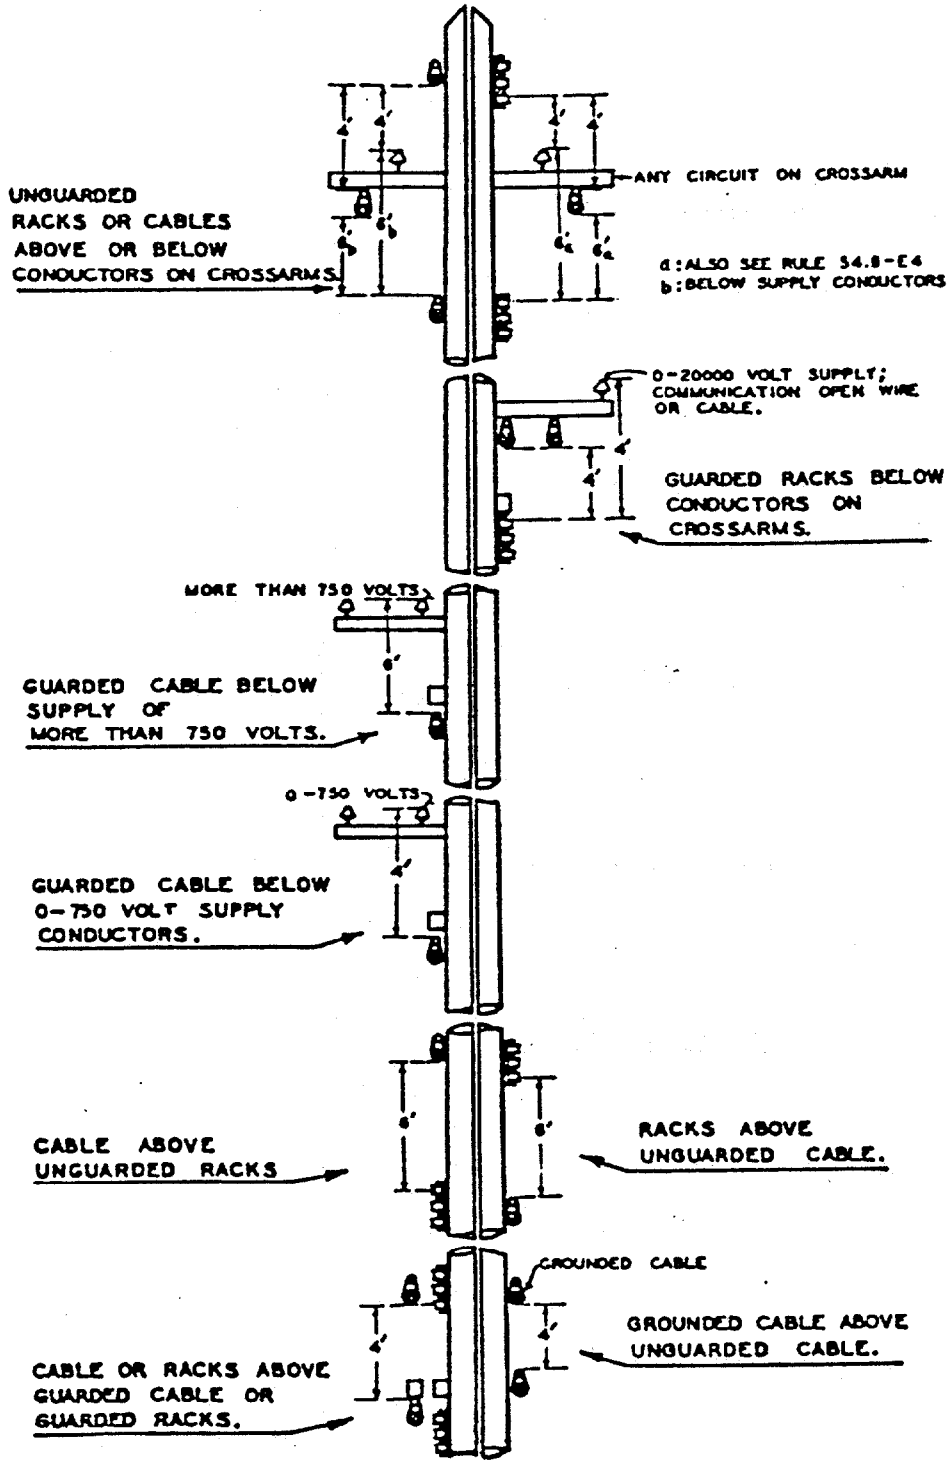 4'
4'
4'
4'
ANY CIRCUIT ON CROSSARM
UNGUARDED
RACKS OR CABLES
ABOVE OR BELOW
CONDUCTORS ON CROSSARMS.
6'b
6'b
6'a
6'a
a:ALSO SEE RULE 54.8-E4
b:BELOW SUPPLY CONDUCTORS
0-20000 VOLT SUPPLY;
COMMUNICATION OPEN WIRE
OR CABLE.
4'
4'
GUARDED RACKS BELOW
CONDUCTORS ON
CROSSARMS.
MORE THAN 750 VOLTS
6'
GUARDED CABLE BELOW
SUPPLY OF
MORE THAN 750 VOLTS.
0-750 VOLTS
4'
GUARDED CABLE BELOW
0-750 VOLT SUPPLY
CONDUCTORS.
6'
6'
CABLE ABOVE
UNGUARDED RACKS
RACKS ABOVE
UNGUARDED CABLE.
GROUNDED CABLE
4'
4'
GROUNDED CABLE ABOVE
UNGUARDED CABLE.
CABLE OR RACKS ABOVE
GUARDED CABLE OR
GUARDED RACKS.